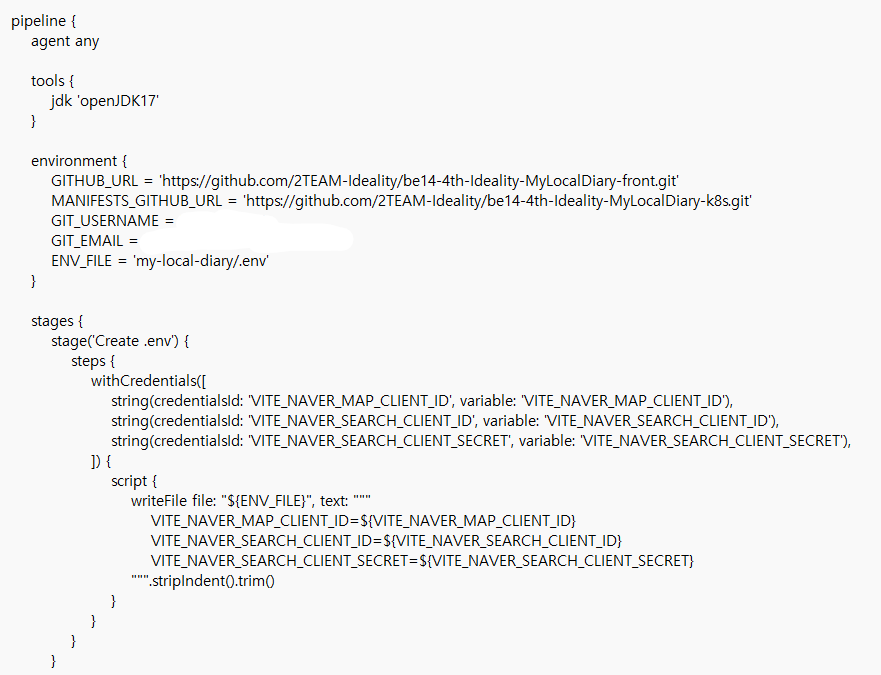 pipeline {
agent any
tools {
jdk 'openJDK17'
}
environment {
GITHUB_URL = 'https://github.com/2TEAM-Ideality/be14-4th-Ideality-MyLocalDiary-front.git'
MANIFESTS_GITHUB_URL = 'https://github.com/2TEAM-Ideality/be14-4th-Ideality-MyLocalDiary-k8s.git'
GIT_USERNAME =
GIT_EMAIL =
ENV_FILE = 'my-local-diary/.env'
}
stages {
stage('Create .env') {
steps {
withCredentials([
string(credentialsId: 'VITE_NAVER_MAP_CLIENT_ID', variable: 'VITE_NAVER_MAP_CLIENT_ID'),
string(credentialsId: 'VITE_NAVER_SEARCH_CLIENT_ID', variable: 'VITE_NAVER_SEARCH_CLIENT_ID'),
string(credentialsId: 'VITE_NAVER_SEARCH_CLIENT_SECRET', variable: 'VITE_NAVER_SEARCH_CLIENT_SECRET'),
]) {
script {
writeFile file: "${ENV_FILE}", text: """
VITE_NAVER_MAP_CLIENT_ID=${VITE_NAVER_MAP_CLIENT_ID}
VITE_NAVER_SEARCH_CLIENT_ID=${VITE_NAVER_SEARCH_CLIENT_ID}
VITE_NAVER_SEARCH_CLIENT_SECRET=${VITE_NAVER_SEARCH_CLIENT_SECRET}
""".stripIndent().trim()
}
}
}
}